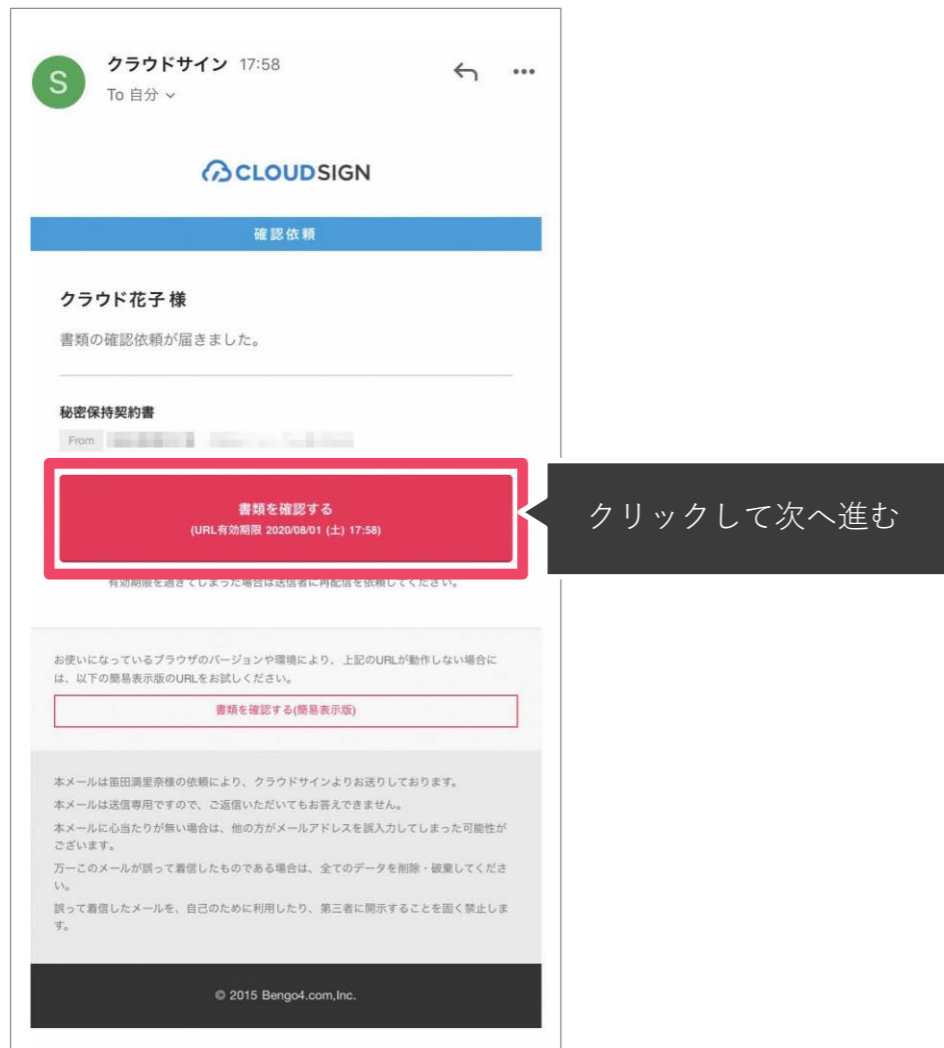 S
クラウドサイン 17:58
To 自分
CLOUDSIGN
確認依頼
クラウド花子 様
書類の確認依頼が届きました。
秘密保持契約書
From
書類を確認する
(URL有効期限 2020/08/01 (土) 17:58)
クリックして次へ進む
有効期限を過ぎてしまった場合は送信者に再配信を依頼してください。
お使いになっているブラウザのバージョンや環境により、上記のURLが動作しない場合に
は、以下の簡易表示版のURLをお試しください。
書類を確認する(簡易表示版)
本メールは笛田満里奈様の依頼により、クラウドサインよりお送りしております。
本メールは送信専用ですので、ご返信いただいてもお答えできません。
本メールに心当たりが無い場合は、他の方がメールアドレスを誤入力してしまった可能性が
ございます。
万一このメールが誤って着信したものである場合は、全てのデータを削除・破棄してくださ
い。
誤って着信したメールを、自己のために利用したり、第三者に開示することを固く禁止しま
す。
© 2015 Bengo4.com,Inc.